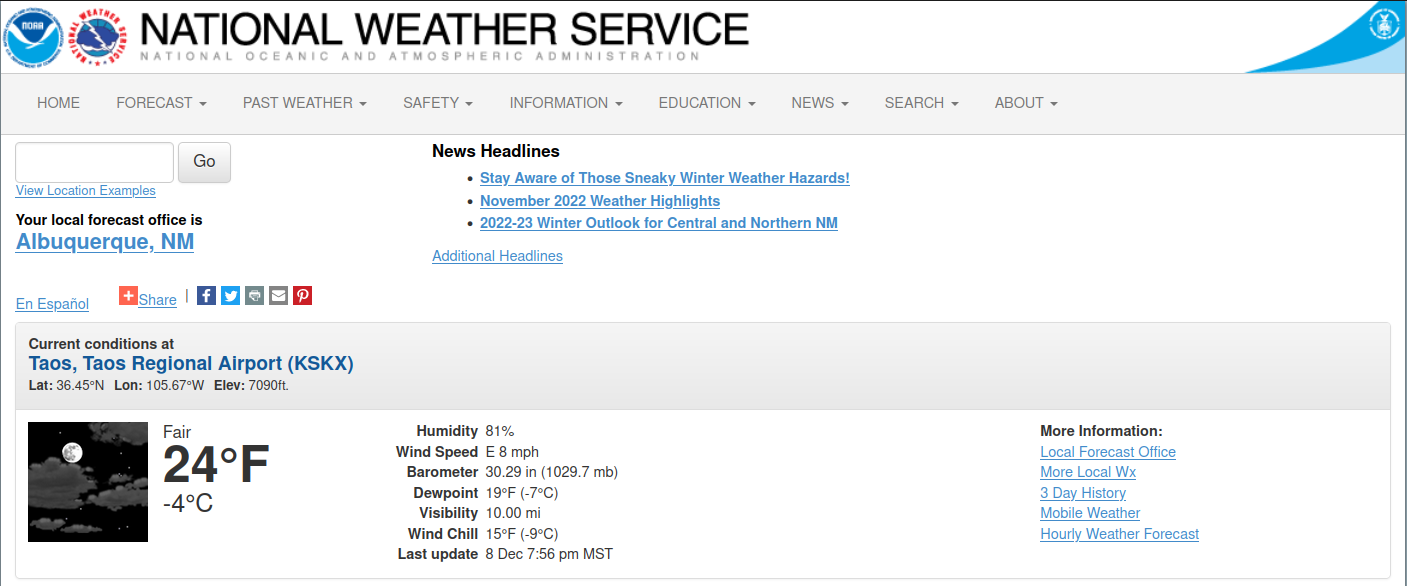 NOAA
NATIONAL WEATHER SERVICE
NATIONAL OCEANIC AND ATMOSPHERIC ADMINISTRATION
HOME FORECAST PAST WEATHER SAFETY INFORMATION EDUCATION NEWS SEARCH ABOUT
Go
View Location Examples
Your local forecast office is
Albuquerque, NM
En Español
Share
News Headlines
Stay Aware of Those Sneaky Winter Weather Hazards!
November 2022 Weather Highlights
2022-23 Winter Outlook for Central and Northern NM
Additional Headlines
Current conditions at
Taos, Taos Regional Airport (KSKX)
Lat: 36.45°N Lon: 105.67°W Elev: 7090ft.
Fair
24°F
-4°C
Humidity 81%
Wind Speed E 8 mph
Barometer 30.29 in (1029.7 mb)
Dewpoint 19°F (-7°C)
Visibility 10.00 mi
Wind Chill 15°F (-9°C)
Last update 8 Dec 7:56 pm MST
More Information:
Local Forecast Office
More Local Wx
3 Day History
Mobile Weather
Hourly Weather Forecast